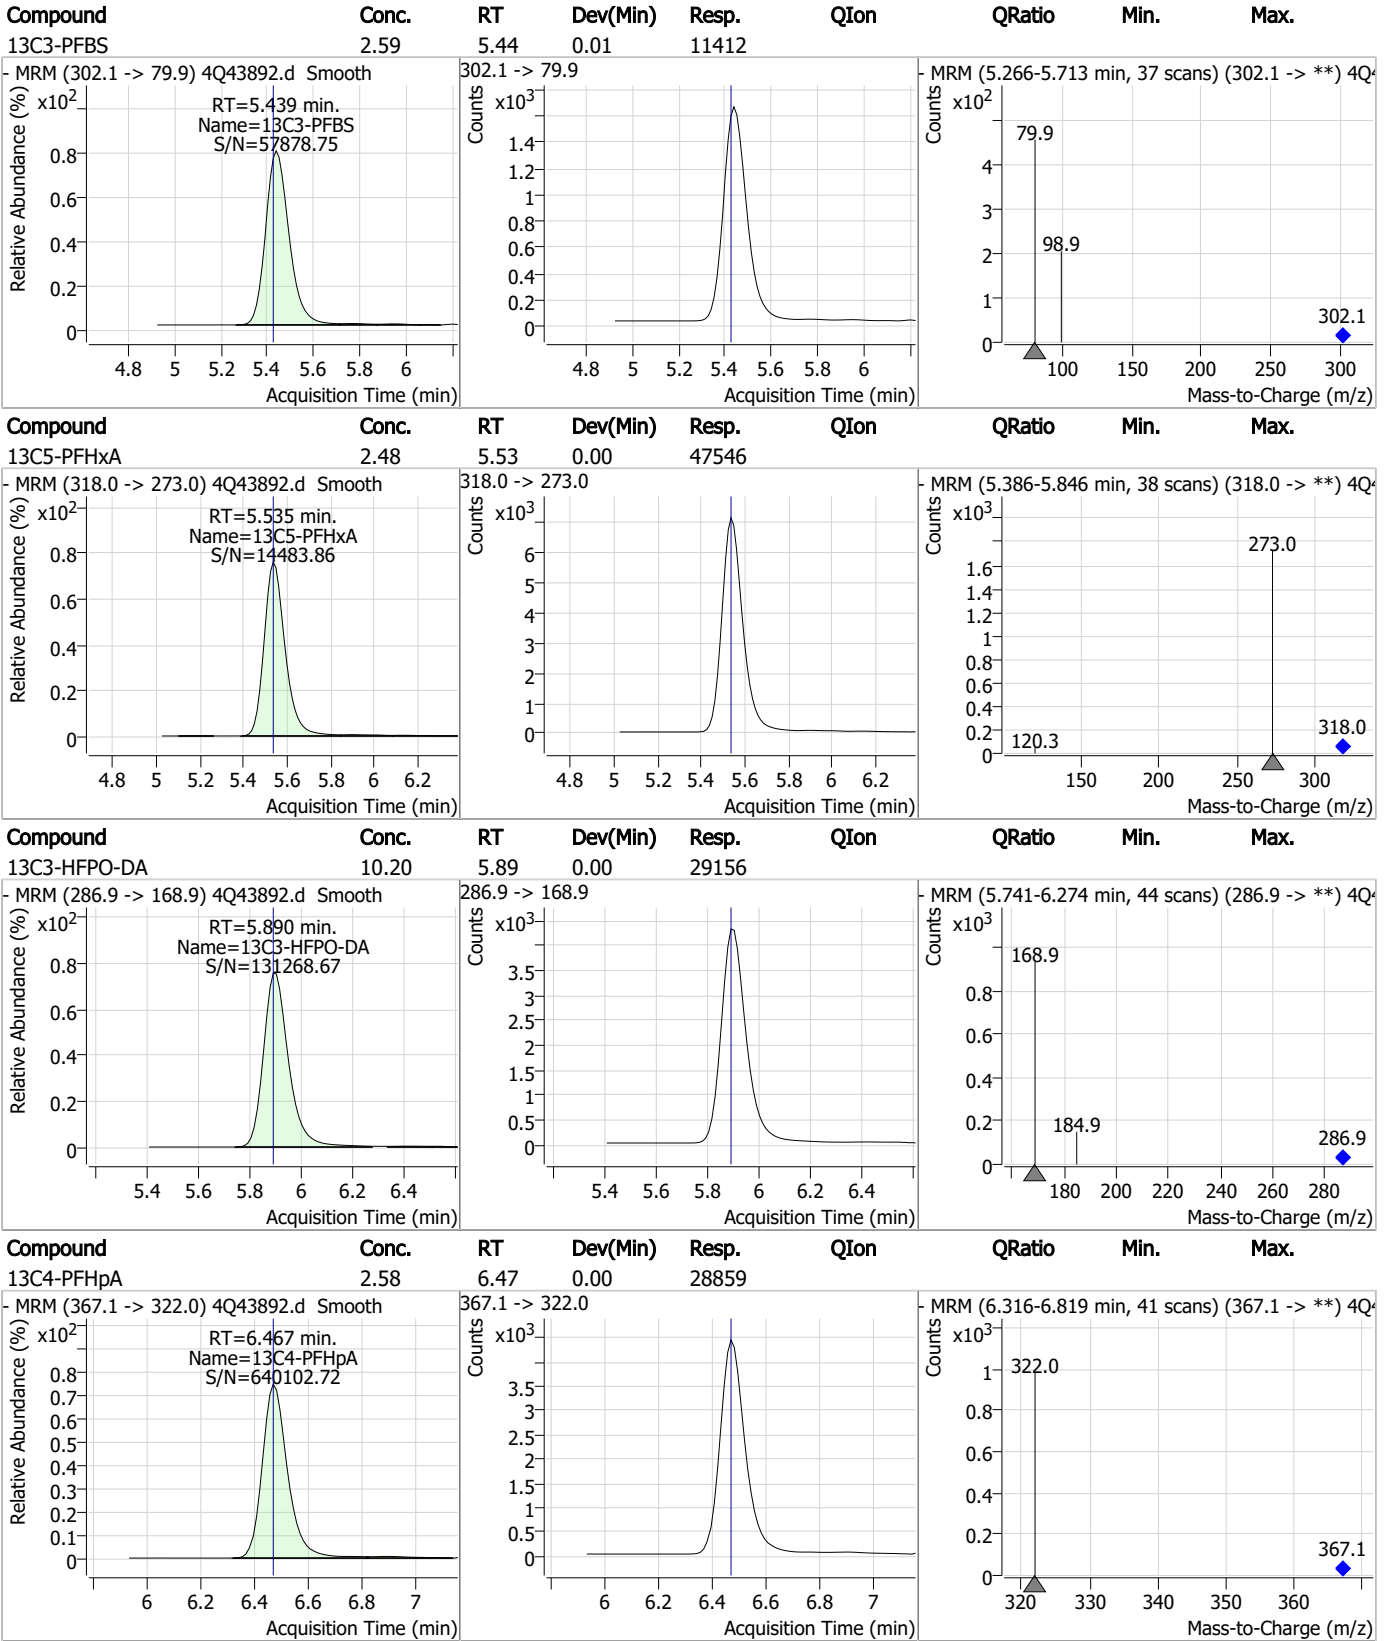 Compound Conc. RT Dev(Min) Resp. QIon QRatio Min. Max.
13C3-PFBS 2.59 5.44 0.01 11412
- MRM (302.1 -> 79.9) 4Q43892.d Smooth
Relative Abundance (%)
x10²
RT=5.439 min.
Name=13C3-PFBS
S/N=57878.75
0.8
0.6
0.4
0.2
0
4.8 5 5.2 5.4 5.6 5.8 6
Acquisition Time (min)
302.1 -> 79.9
Counts
x10³
1.4
1.2
1
0.8
0.6
0.4
0.2
0
4.8 5 5.2 5.4 5.6 5.8 6
Acquisition Time (min)
- MRM (5.266-5.713 min, 37 scans) (302.1 -> **) 4Q4
Counts
x10²
79.9
4
3
98.9
2
1
302.1
0
100 150 200 250 300
Mass-to-Charge (m/z)
Compound Conc. RT Dev(Min) Resp. QIon QRatio Min. Max.
13C5-PFHxA 2.48 5.53 0.00 47546
- MRM (318.0 -> 273.0) 4Q43892.d Smooth
Relative Abundance (%)
x10²
RT=5.535 min.
Name=13C5-PFHxA
S/N=14483.86
0.8
0.6
0.4
0.2
0
4.8 5 5.2 5.4 5.6 5.8 6 6.2
Acquisition Time (min)
318.0 -> 273.0
Counts
x10³
6
5
4
3
2
1
0
4.8 5 5.2 5.4 5.6 5.8 6 6.2
Acquisition Time (min)
- MRM (5.386-5.846 min, 38 scans) (318.0 -> **) 4Q4
Counts
x10³
273.0
1.6
1.4
1.2
1
0.8
0.6
0.4
0.2
120.3
318.0
0
150 200 250 300
Mass-to-Charge (m/z)
Compound Conc. RT Dev(Min) Resp. QIon QRatio Min. Max.
13C3-HFPO-DA 10.20 5.89 0.00 29156
- MRM (286.9 -> 168.9) 4Q43892.d Smooth
Relative Abundance (%)
x10²
RT=5.890 min.
Name=13C3-HFPO-DA
S/N=131268.67
0.8
0.6
0.4
0.2
0
5.4 5.6 5.8 6 6.2 6.4
Acquisition Time (min)
286.9 -> 168.9
Counts
x10³
3.5
3
2.5
2
1.5
1
0.5
0
5.4 5.6 5.8 6 6.2 6.4
Acquisition Time (min)
- MRM (5.741-6.274 min, 44 scans) (286.9 -> **) 4Q4
Counts
x10³
168.9
0.8
0.6
0.4
0.2
184.9
286.9
0
180 200 220 240 260 280
Mass-to-Charge (m/z)
Compound Conc. RT Dev(Min) Resp. QIon QRatio Min. Max.
13C4-PFHpA 2.58 6.47 0.00 28859
- MRM (367.1 -> 322.0) 4Q43892.d Smooth
Relative Abundance (%)
x10²
RT=6.467 min.
Name=13C4-PFHpA
S/N=640102.72
0.8
0.7
0.6
0.5
0.4
0.3
0.2
0.1
0
6 6.2 6.4 6.6 6.8 7
Acquisition Time (min)
367.1 -> 322.0
Counts
x10³
3.5
3
2.5
2
1.5
1
0.5
0
6 6.2 6.4 6.6 6.8 7
Acquisition Time (min)
- MRM (6.316-6.819 min, 41 scans) (367.1 -> **) 4Q4
Counts
x10³
322.0
1
0.8
0.6
0.4
0.2
367.1
0
320 330 340 350 360
Mass-to-Charge (m/z)